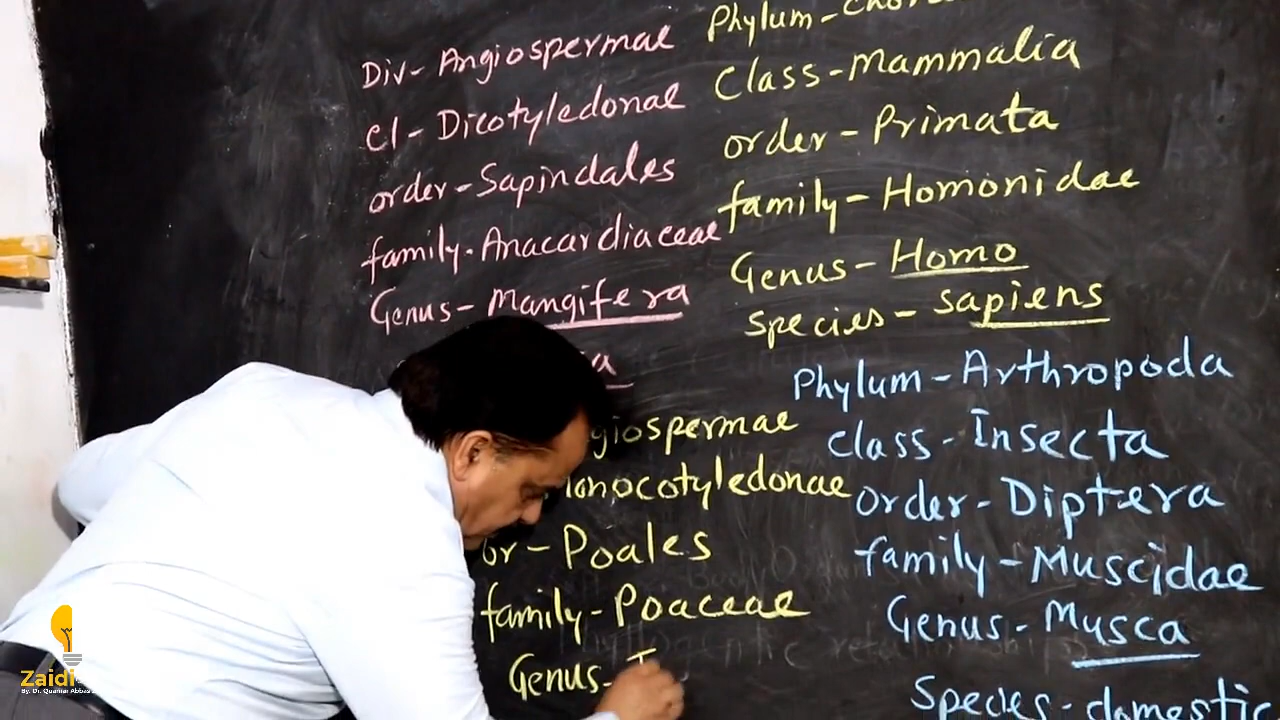 Div- Angiospermae
cl - Dicotyledonae
order - Sapindales
family - Anacardiaceae
Genus - Mangifera
Phylum -
Class - Mammalia
order - Primata
family - Homonidae
Genus - Homo
Species - sapiens
giospermae
onocotyledonae
or - Poales
family - Poaceae
Genus-
Phylum - Arthropoda
class - Insecta
order - Diptera
family - Muscidae
Genus - Musca
Species - domestic
Zaidi
By: Dr. Quamar Abbas